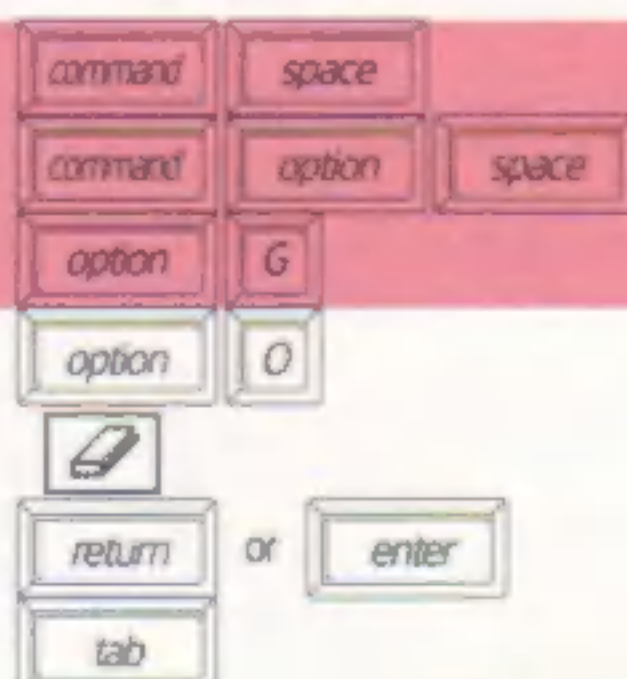 command space
command option space
option G
option O
return or enter
tab